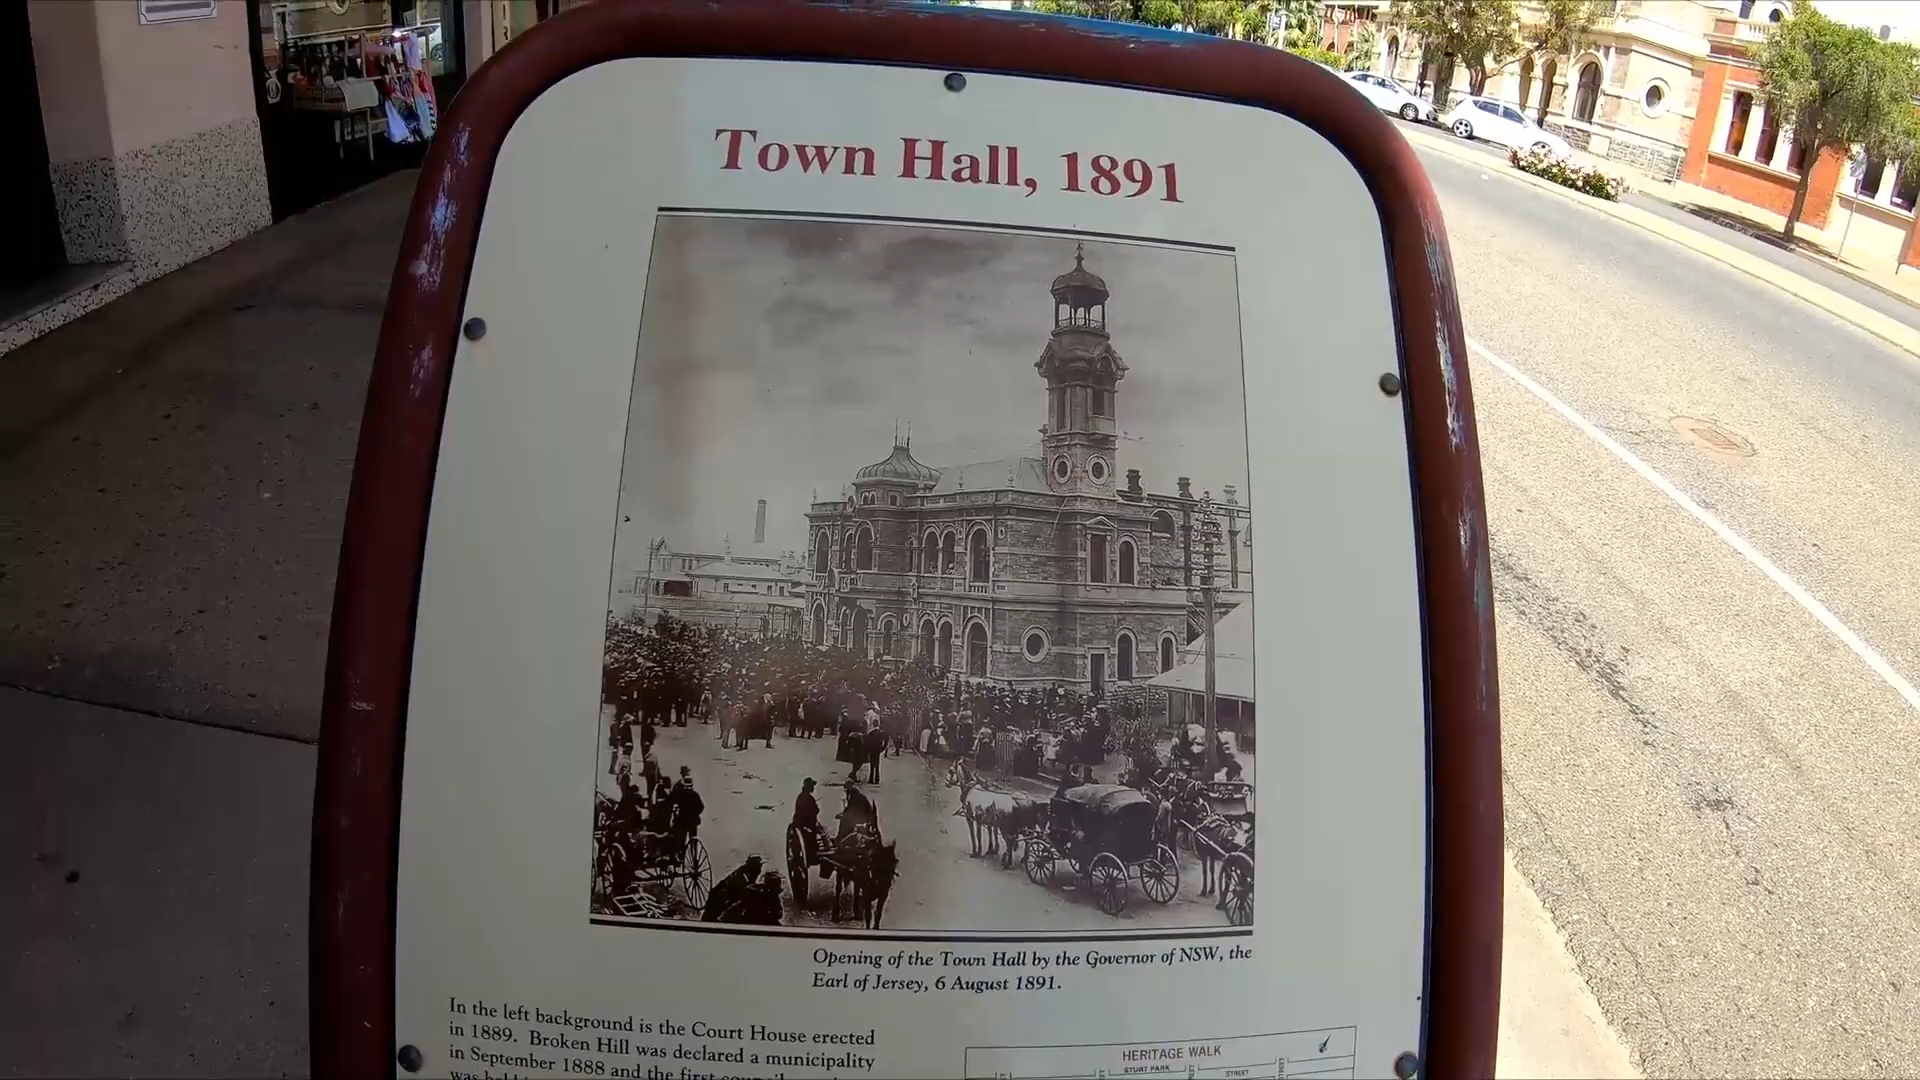 Town Hall, 1891
Opening of the Town Hall by the Governor of NSW, the
Earl of Jersey, 6 August 1891.
In the left background is the Court House erected
in 1889. Broken Hill was declared a municipality
in September 1888 and the first
was
HERITAGE WALK
STURT PARK
STREET